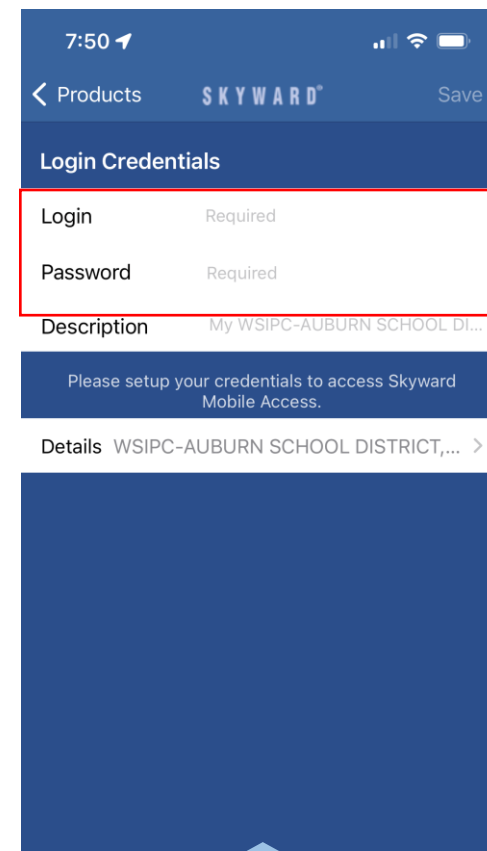 7:50
Products SKYWARD® Save
Login Credentials
Login Required
Password Required
Description My WSIPC-AUBURN SCHOOL DI...
Please setup your credentials to access Skyward
Mobile Access.
Details WSIPC-AUBURN SCHOOL DISTRICT,...